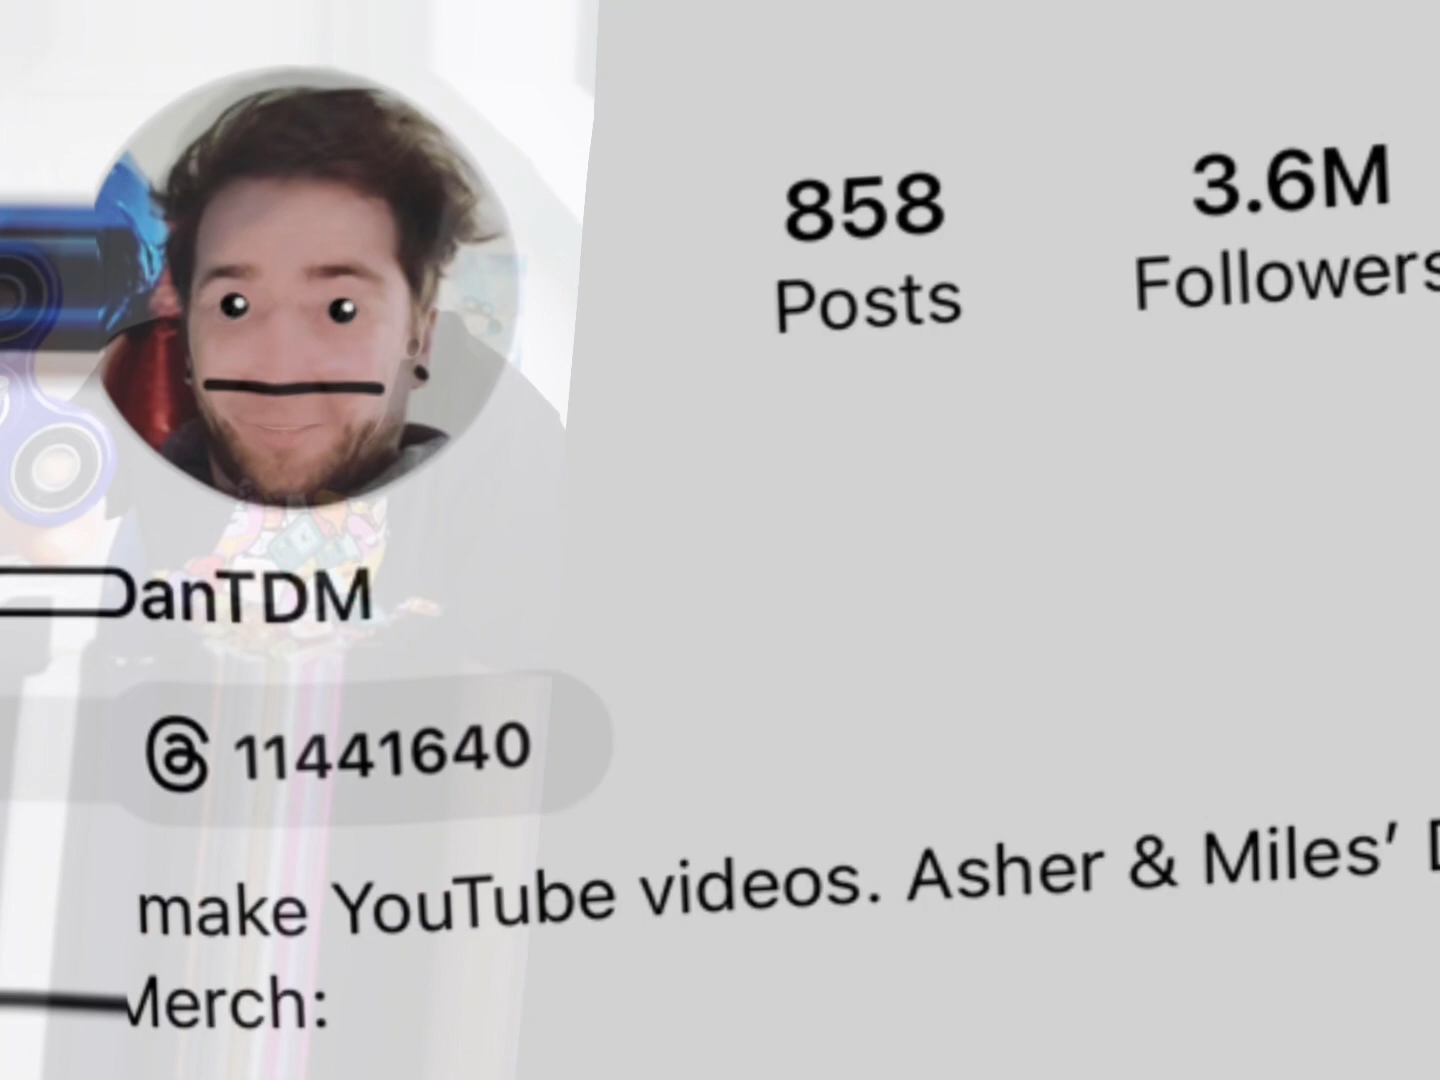 858
Posts
3.6M
Followers
DanTDM
11441640
make YouTube videos. Asher & Miles’ D
Merch: